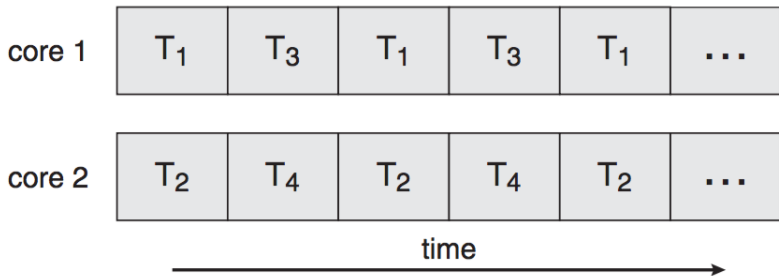 core 1 T₁ T₃ T₁ T₃ T₁ ...
core 2 T₂ T₄ T₂ T₄ T₂ ...
time